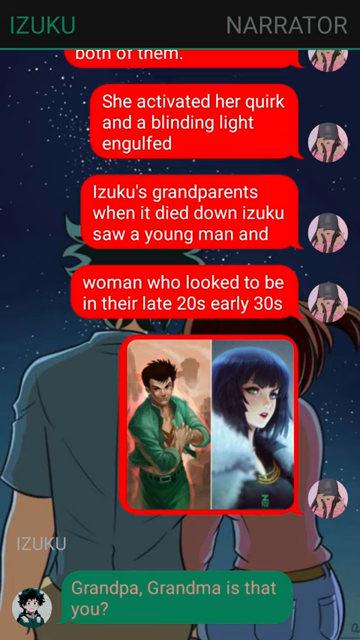 IZUKU NARRATOR
both of them.
She activated her quirk
and a blinding light
engulfed
Izuku's grandparents
when it died down izuku
saw a young man and
woman who looked to be
in their late 20s early 30s
IZUKU
Grandpa, Grandma is that
you?